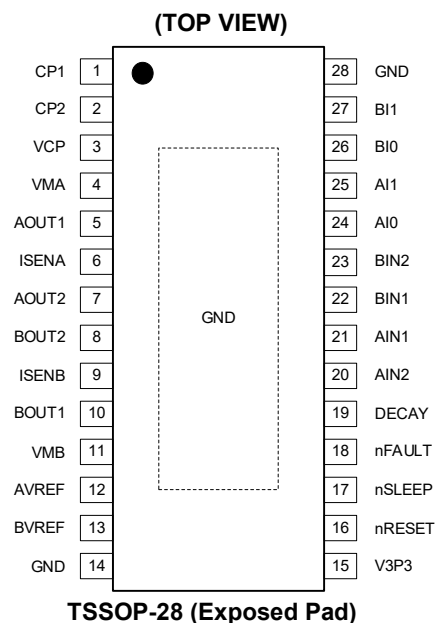 (TOP VIEW)
CP1 1 28 GND
CP2 2 27 BI1
VCP 3 26 BI0
VMA 4 25 AI1
AOUT1 5 24 AI0
ISENA 6 23 BIN2
AOUT2 7 22 BIN1
GND
BOUT2 8 21 AIN1
ISENB 9 20 AIN2
BOUT1 10 19 DECAY
VMB 11 18 nFAULT
AVREF 12 17 nSLEEP
BVREF 13 16 nRESET
GND 14 15 V3P3
TSSOP-28 (Exposed Pad)